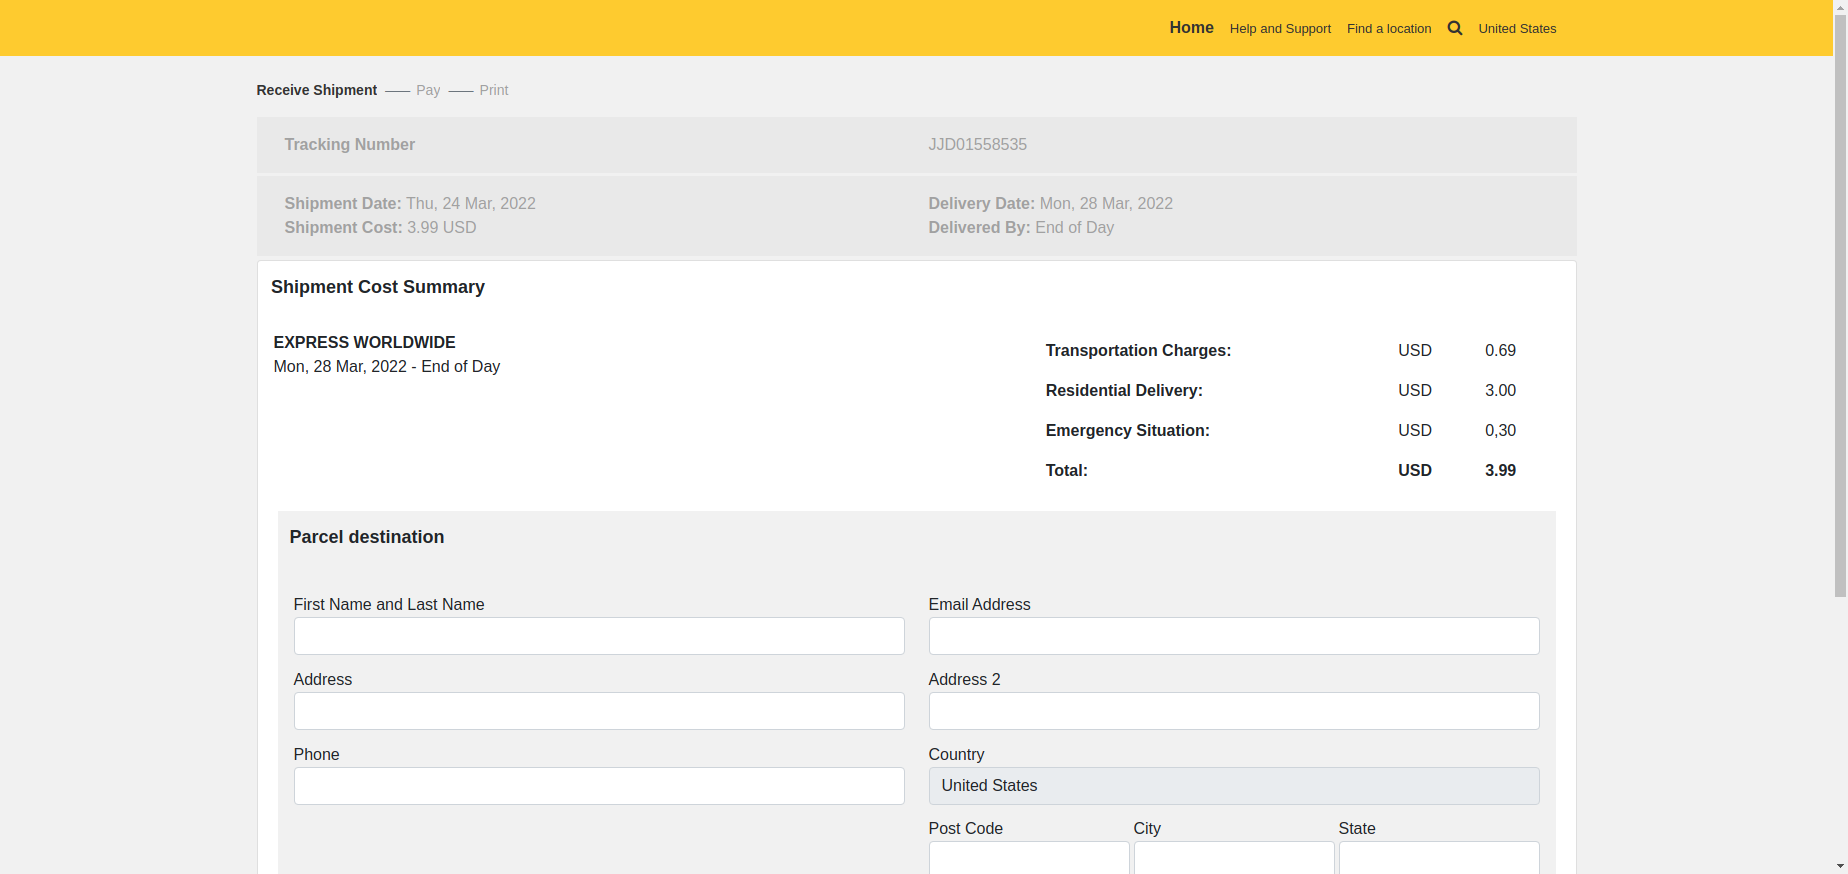 Home Help and Support Find a location United States
Receive Shipment Pay Print
Tracking Number JJD01558535
Shipment Date: Thu, 24 Mar, 2022 Delivery Date: Mon, 28 Mar, 2022
Shipment Cost: 3.99 USD Delivered By: End of Day
Shipment Cost Summary
EXPRESS WORLDWIDE
Mon, 28 Mar, 2022 - End of Day
Transportation Charges: USD 0.69
Residential Delivery: USD 3.00
Emergency Situation: USD 0,30
Total: USD 3.99
Parcel destination
First Name and Last Name Email Address
Address Address 2
Phone Country
United States
Post Code City State